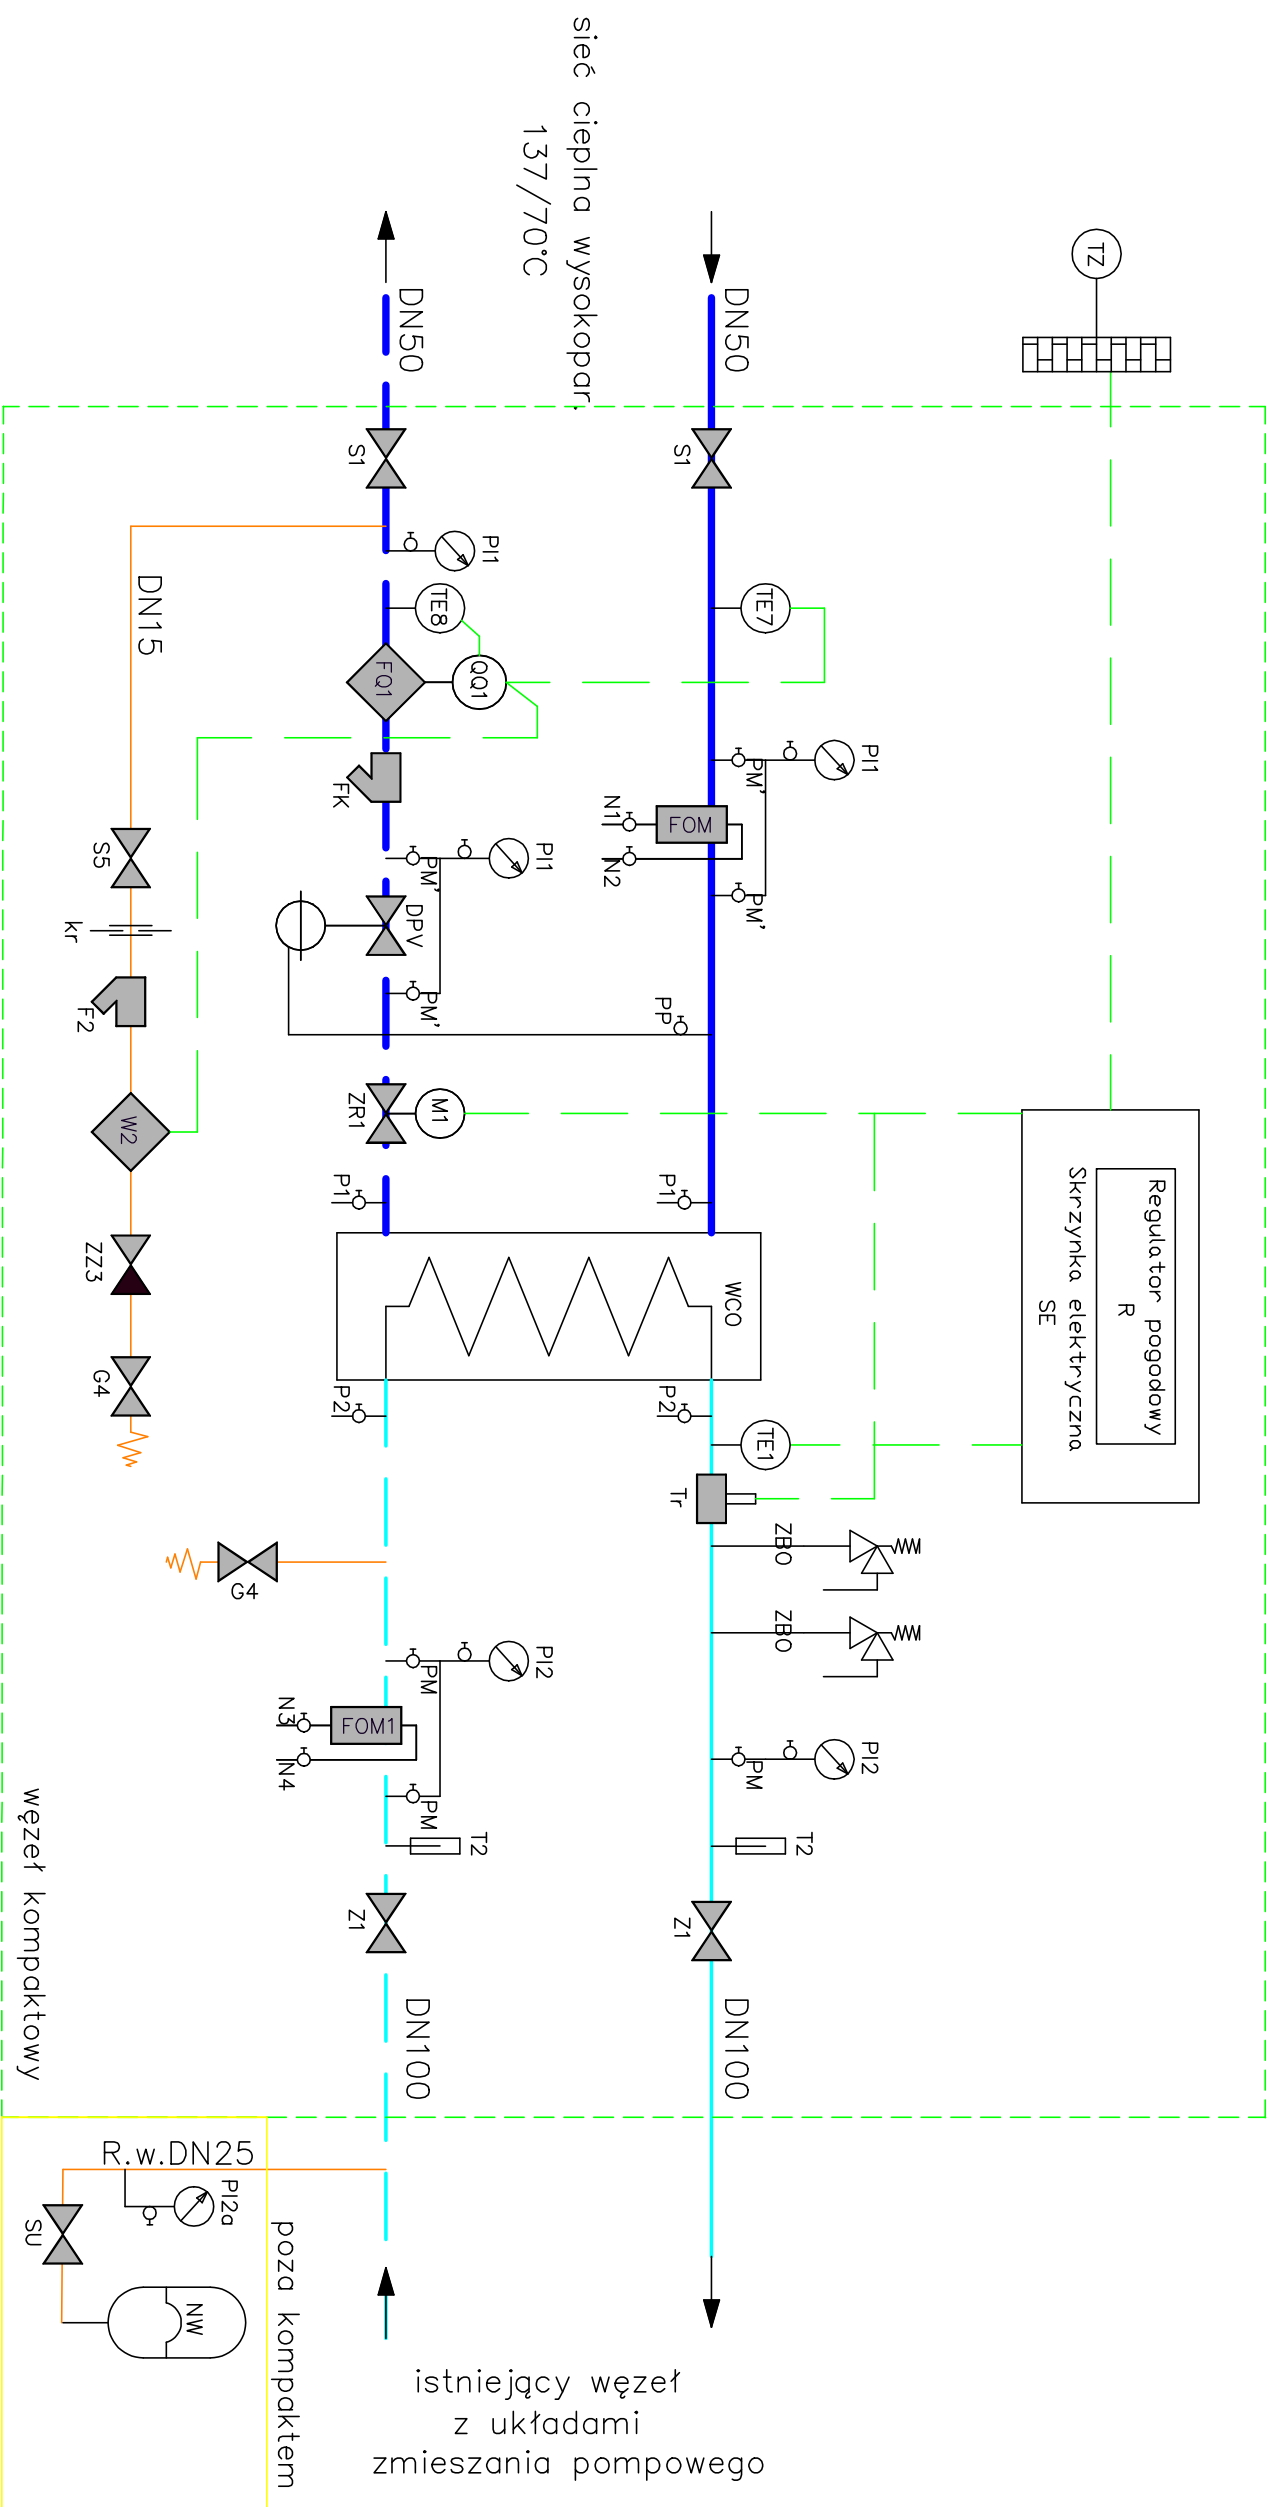 sieć cieplna wysokopar.
137/70°C
TZ
DN50
DN50
S1
S1
PI1
TE8
TE7
DN15
FQ1
QQ1
PI1
PM'
FK
N1
FOM
N2
PM'
PI1
PM'
S5
DPV
kr
PM'
PP
F2
ZR1
M1
W2
P1
P1
Regulator pogodowy
R
Skrzynka elektryczna
SE
WCO
ZZ3
G4
P2
P2
TE1
Tr
ZBO
G4
ZBO
PI2
PM
N3
FOM1
N4
PI2
PM
PM
T2
T2
Z1
Z1
węzeł kompaktowy
DN100
DN100
R.w.DN25
PI2a
SU
NW
poza kompaktem
istniejący węzeł
z układami
zmieszania pompowego